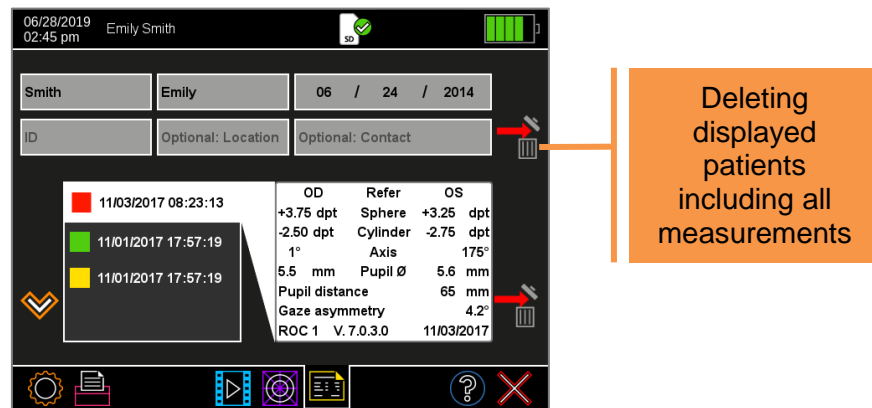 06/28/2019
02:45 pm
Emily Smith
SD
Smith
Emily
06 / 24 / 2014
ID
Optional: Location
Optional: Contact
11/03/2017 08:23:13
11/01/2017 17:57:19
11/01/2017 17:57:19
OD Refer OS
+3.75 dpt Sphere +3.25 dpt
-2.50 dpt Cylinder -2.75 dpt
1° Axis 175°
5.5 mm Pupil Ø 5.6 mm
Pupil distance 65 mm
Gaze asymmetry 4.2°
ROC 1 V. 7.0.3.0 11/03/2017
?
Deleting
displayed
patients
including all
measurements